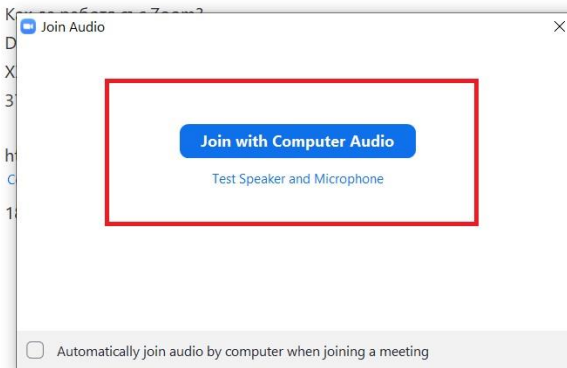 Join Audio
Join with Computer Audio
Test Speaker and Microphone
Automatically join audio by computer when joining a meeting